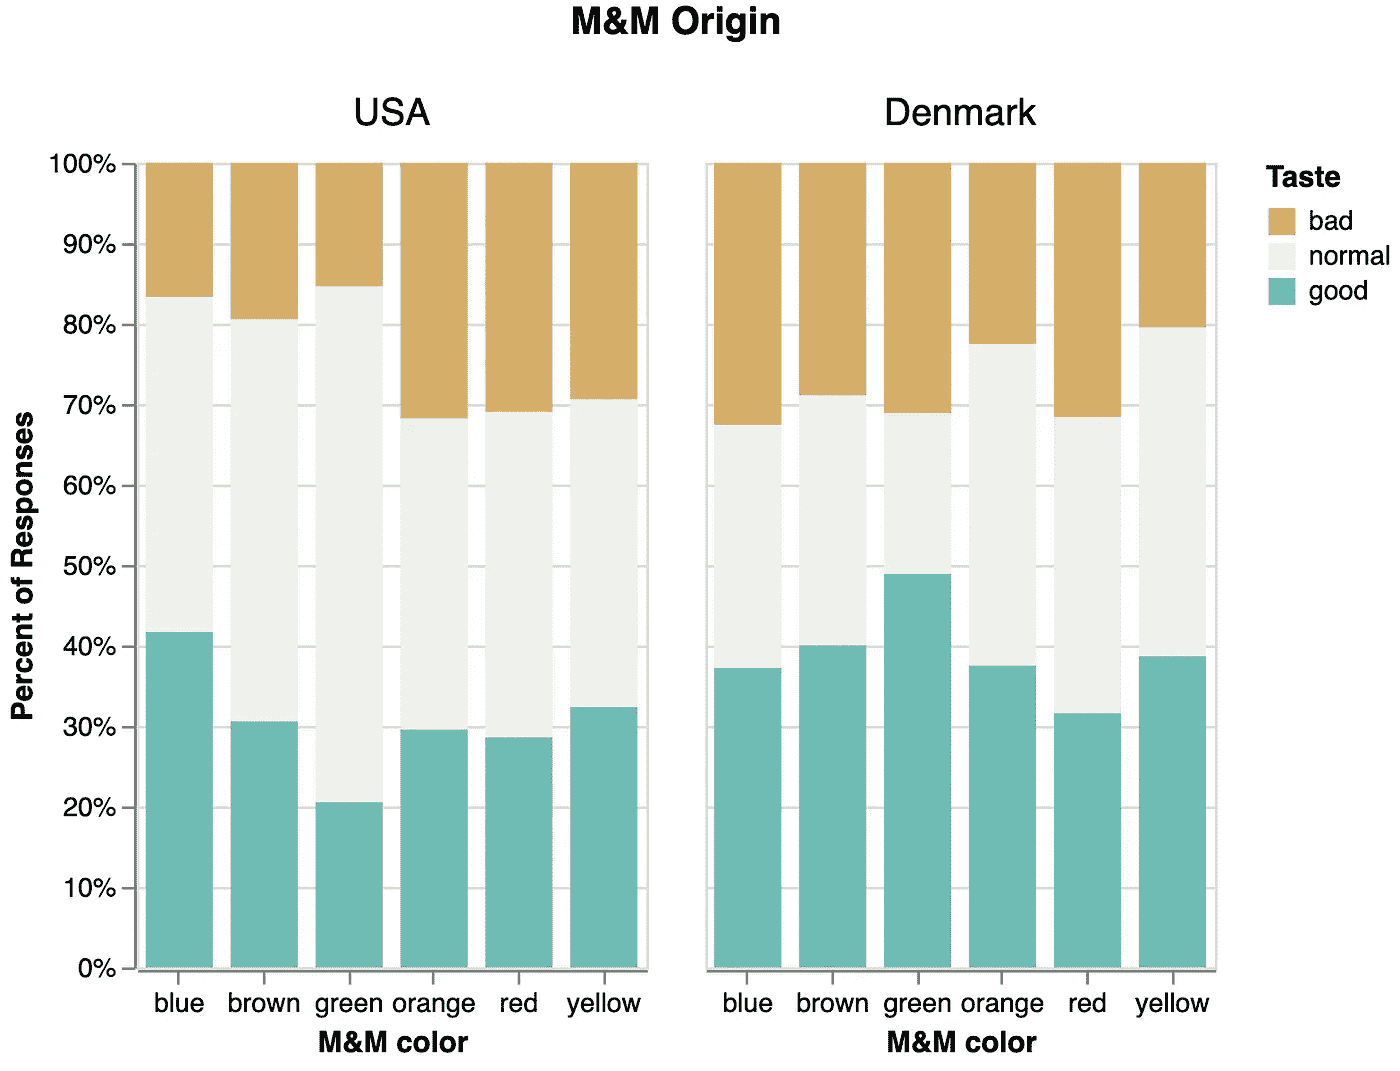 M&M Origin
USA
Denmark
100%
90%
80%
70%
60%
50%
40%
30%
20%
10%
0%
Percent of Responses
blue brown green orange red yellow
M&M color
blue brown green orange red yellow
M&M color
Taste
bad
normal
good